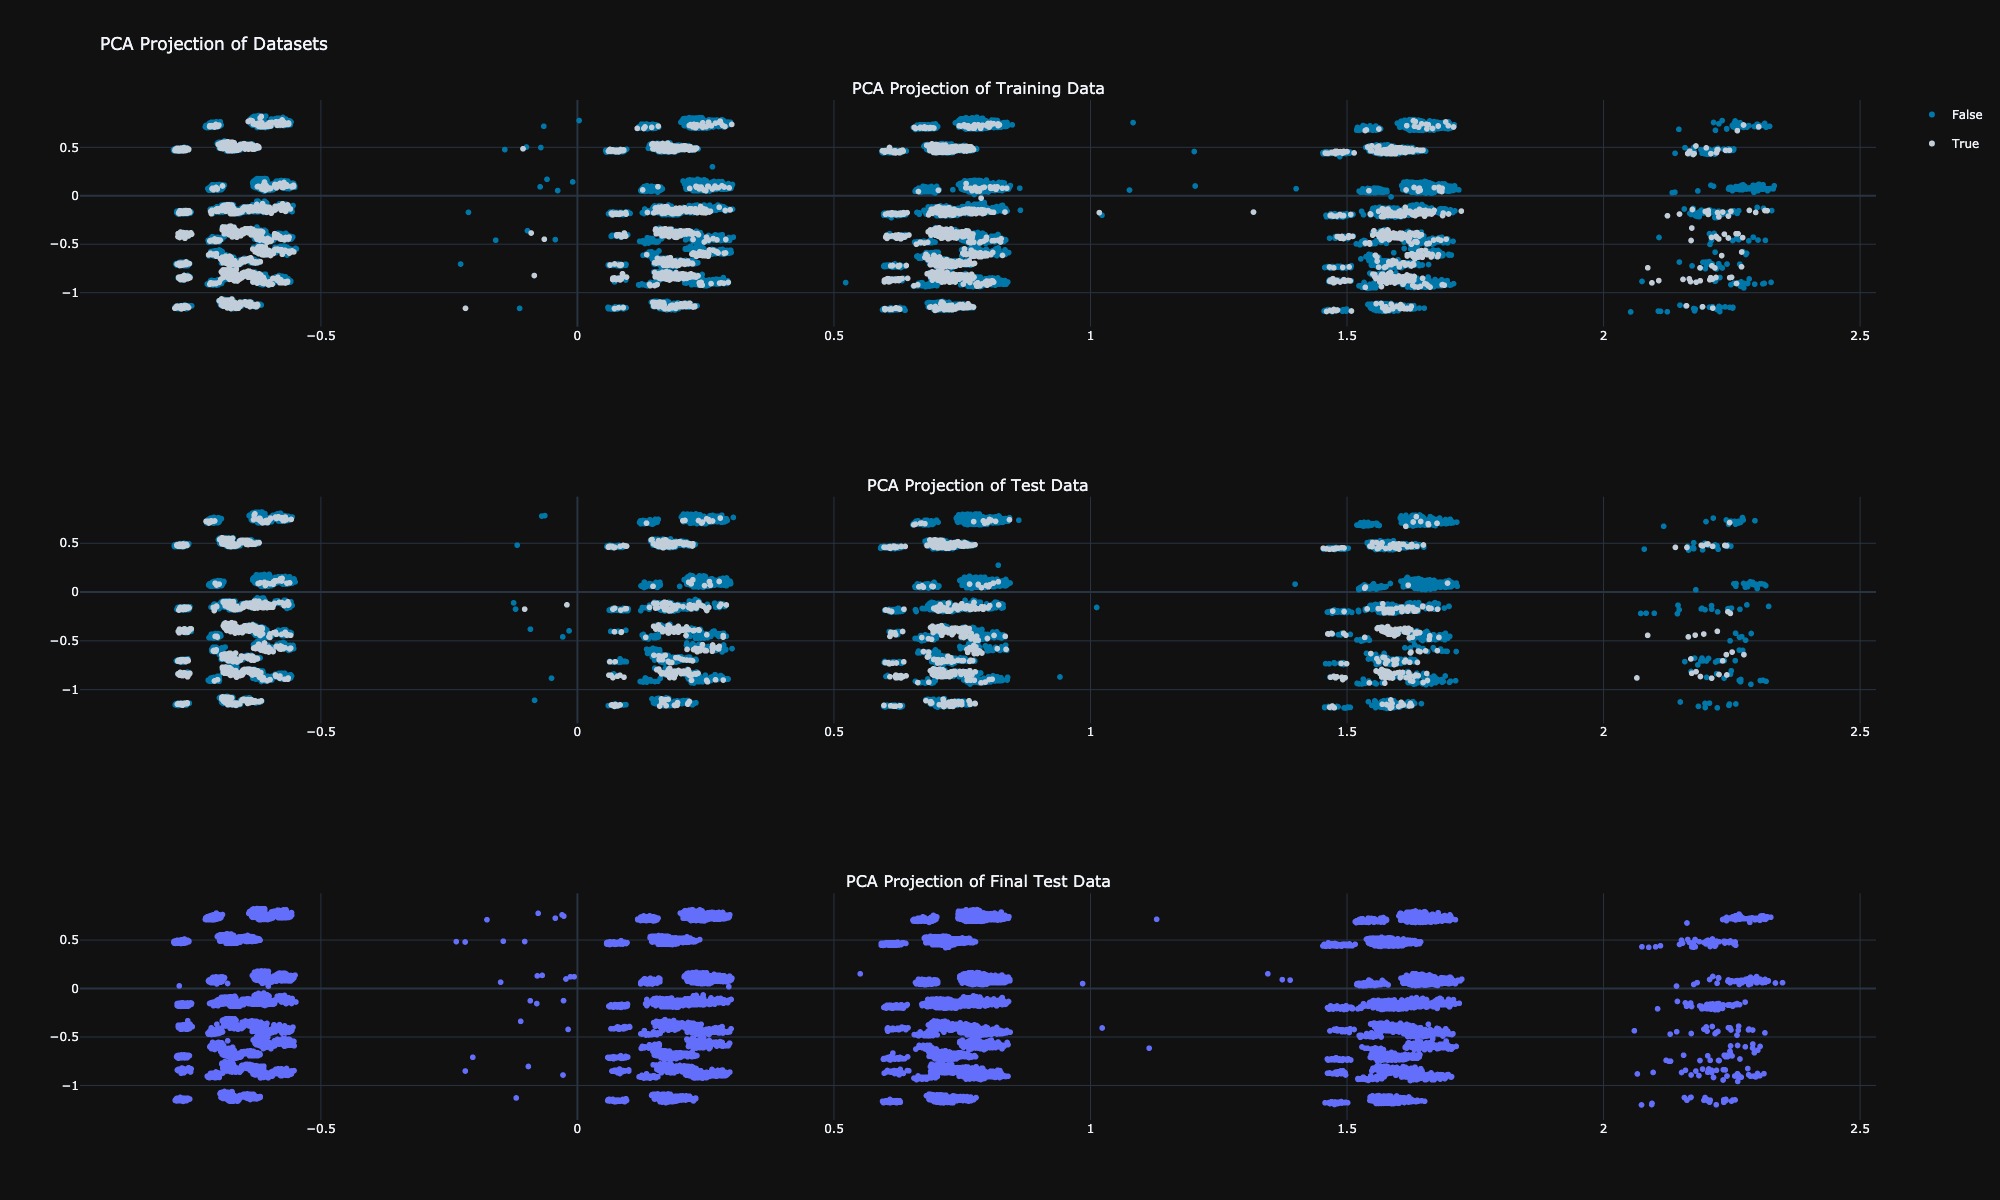 PCA Projection of Datasets
PCA Projection of Training Data
False
True
0.5
0
−0.5
−1
−0.5 0 0.5 1 1.5 2 2.5
PCA Projection of Test Data
0.5
0
−0.5
−1
−0.5 0 0.5 1 1.5 2 2.5
PCA Projection of Final Test Data
0.5
0
−0.5
−1
−0.5 0 0.5 1 1.5 2 2.5